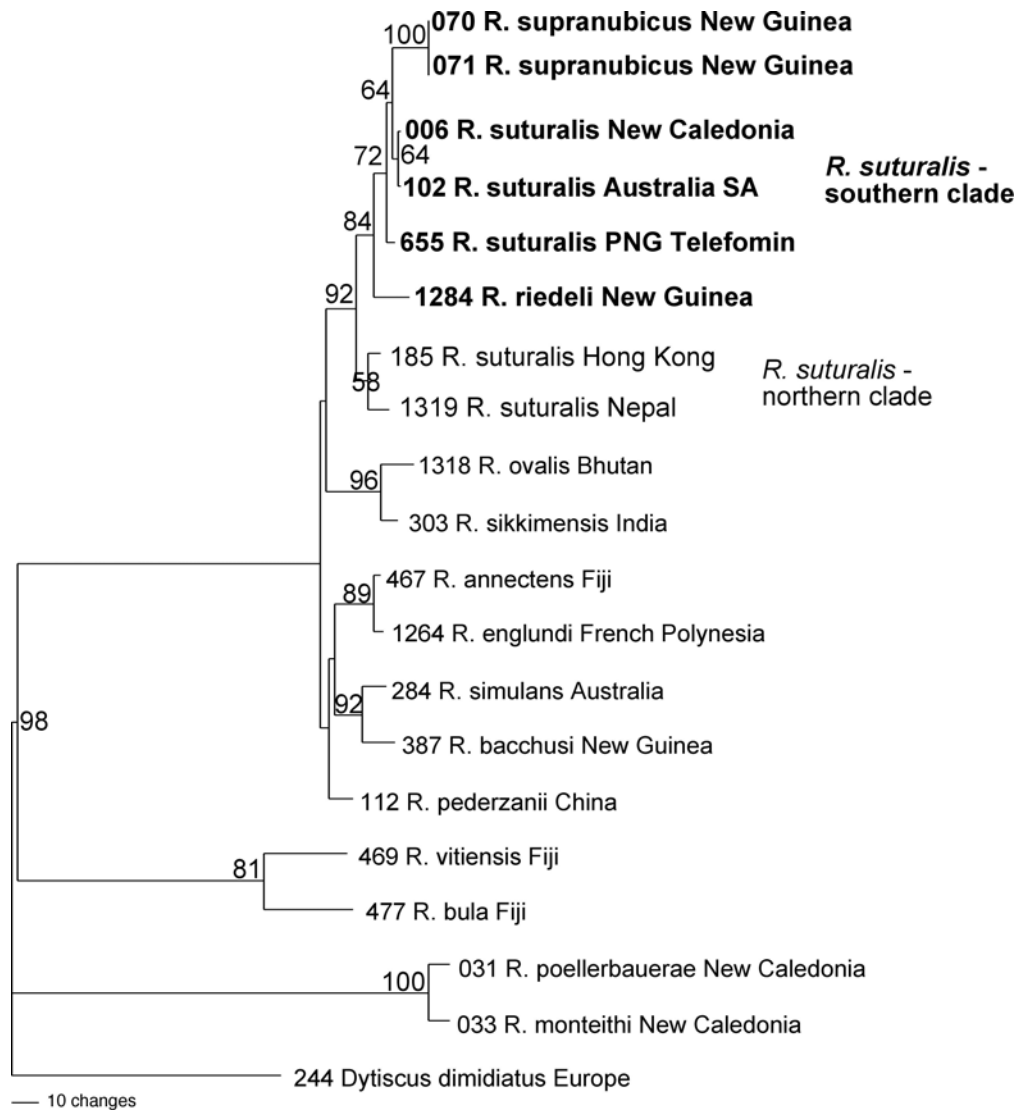 070 R. supranubicus New Guinea
100
071 R. supranubicus New Guinea
64
006 R. suturalis New Caledonia
64
72
R. suturalis -
southern clade
102 R. suturalis Australia SA
84
655 R. suturalis PNG Telefomin
92
1284 R. riedeli New Guinea
185 R. suturalis Hong Kong
R. suturalis -
northern clade
58
1319 R. suturalis Nepal
1318 R. ovalis Bhutan
96
303 R. sikkimensis India
467 R. annectens Fiji
89
1264 R. englundi French Polynesia
284 R. simulans Australia
92
98
387 R. bacchusi New Guinea
112 R. pederzanii China
469 R. vitiensis Fiji
81
477 R. bula Fiji
031 R. poellerbauerae New Caledonia
100
033 R. monteithi New Caledonia
244 Dytiscus dimidiatus Europe
10 changes